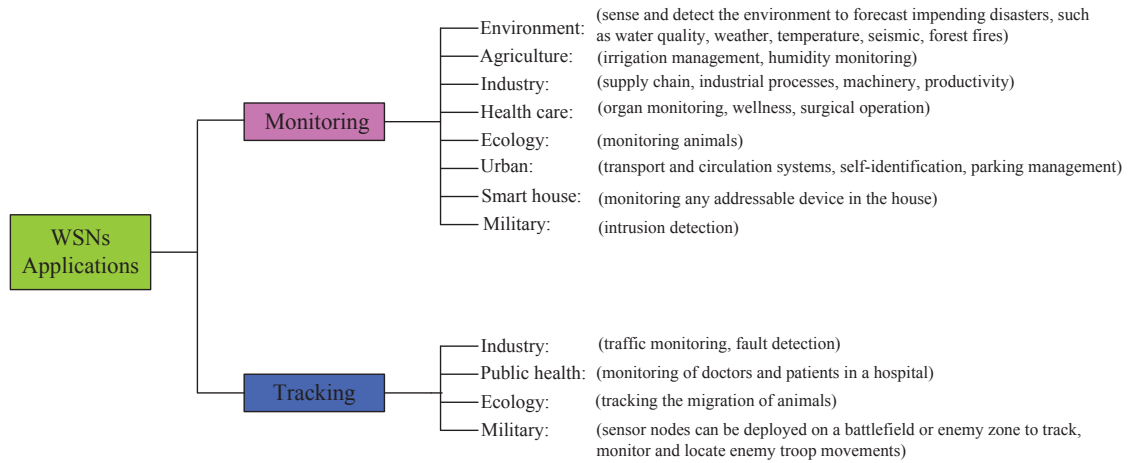 WSNs
Applications
Monitoring
Environment: (sense and detect the environment to forecast impending disasters, such
as water quality, weather, temperature, seismic, forest fires)
Agriculture: (irrigation management, humidity monitoring)
Industry: (supply chain, industrial processes, machinery, productivity)
Health care: (organ monitoring, wellness, surgical operation)
Ecology: (monitoring animals)
Urban: (transport and circulation systems, self-identification, parking management)
Smart house: (monitoring any addressable device in the house)
Military: (intrusion detection)
Tracking
Industry: (traffic monitoring, fault detection)
Public health: (monitoring of doctors and patients in a hospital)
Ecology: (tracking the migration of animals)
Military: (sensor nodes can be deployed on a battlefield or enemy zone to track,
monitor and locate enemy troop movements)